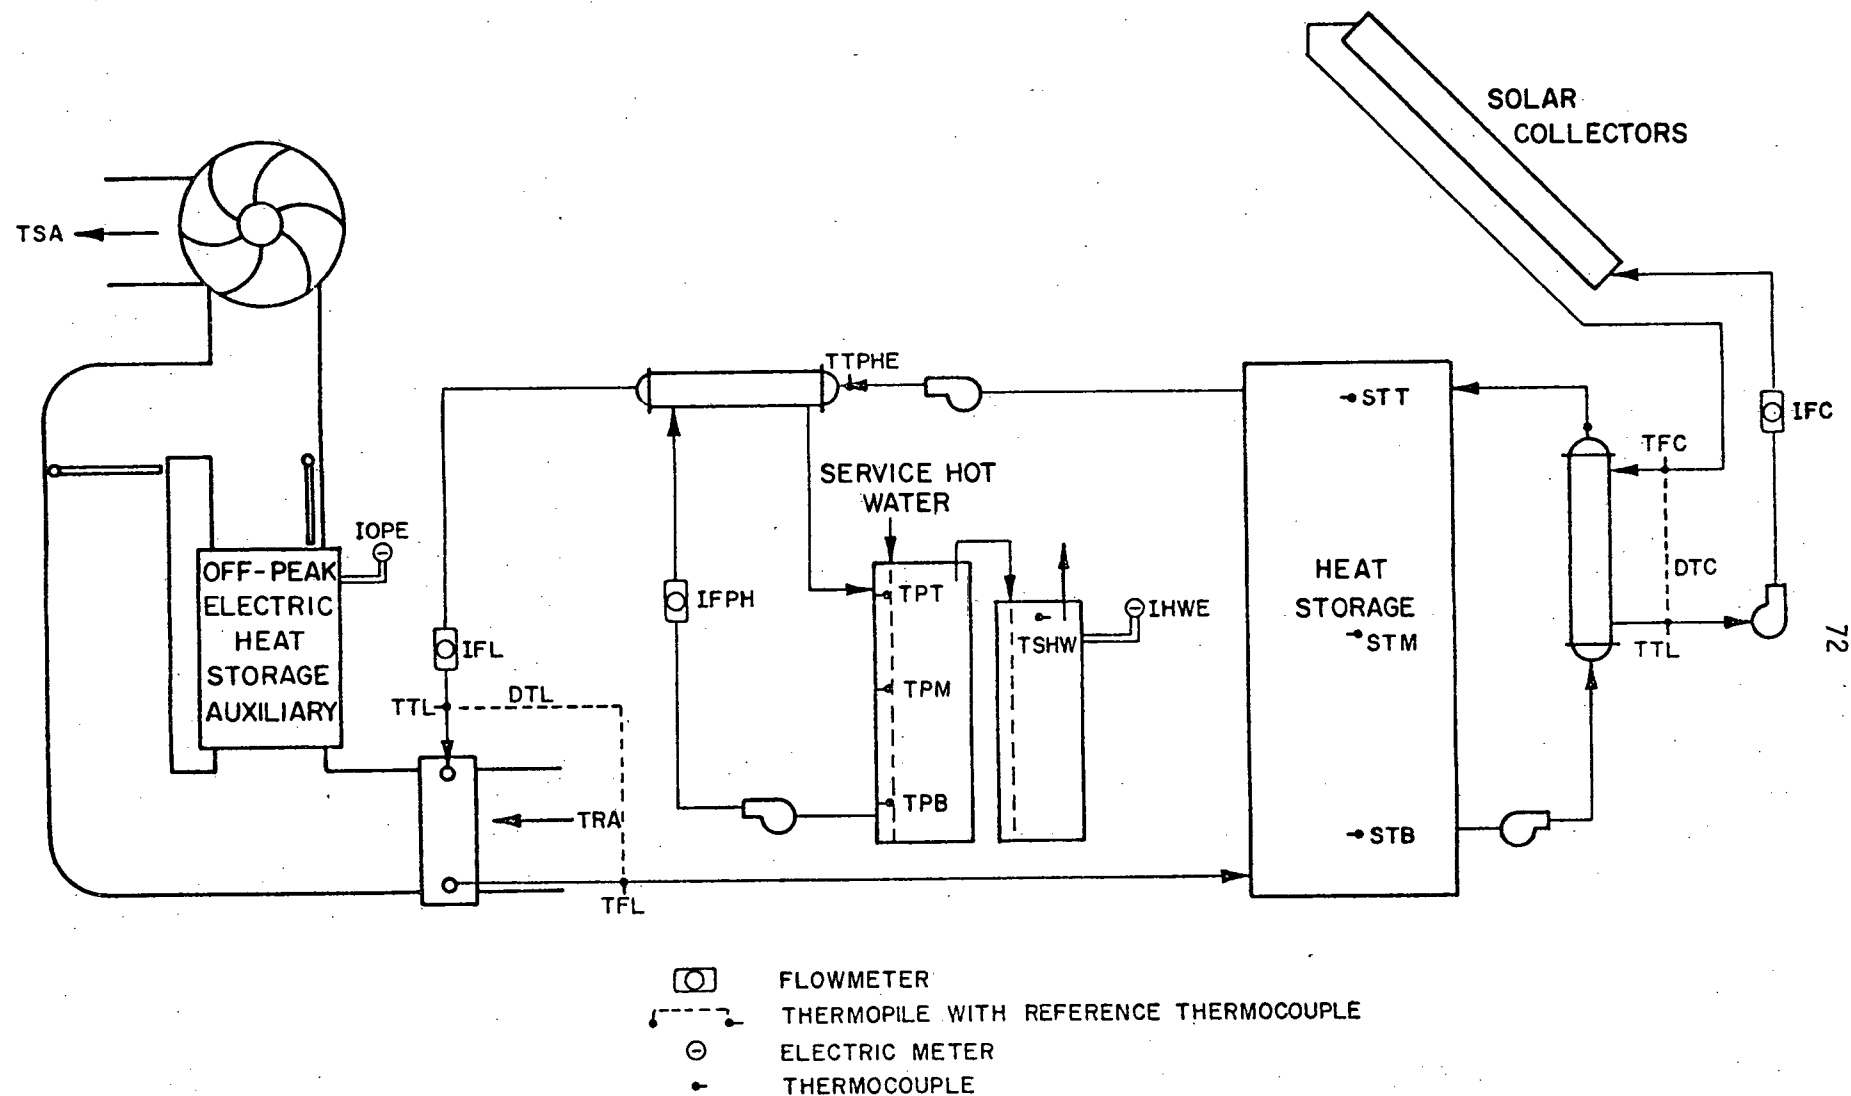 SOLAR
COLLECTORS
TSA
TTPHE
STT
IFC
TFC
SERVICE HOT
WATER
IOPE
OFF-PEAK
ELECTRIC
HEAT
STORAGE
AUXILIARY
HEAT
STORAGE
DTC
IFPH
TPT
IHWE
72
IFL
TSHW
STM
TTL
TTL
DTL
TPM
TPB
TRA
STB
TFL
FLOWMETER
THERMOPILE WITH REFERENCE THERMOCOUPLE
ELECTRIC METER
THERMOCOUPLE